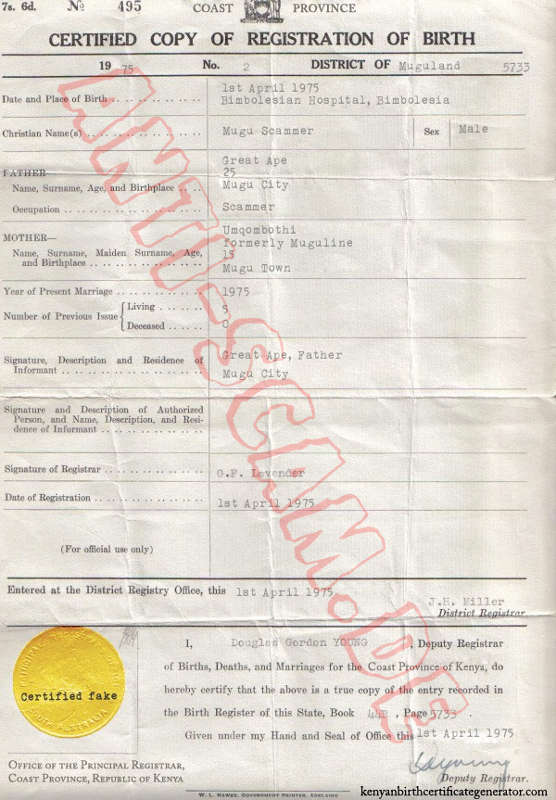 7s. 6d. № 495 COAST PROVINCE
CERTIFIED COPY OF REGISTRATION OF BIRTH
19 75 No. 2 DISTRICT OF Muguland 5733
Date and Place of Birth 1st April 1975
Bimbolesian Hospital, Bimbolesia
Christian Name(s) Mugu Scammer Sex Male
FATHER— Great Ape
25
Name, Surname, Age, and Birthplace Mugu City
Occupation Scammer
MOTHER— Umqombothi
formerly Muguline
Name, Surname, Maiden Surname, Age, 15
and Birthplace Mugu Town
Year of Present Marriage 1975
Number of Previous Issue { Living
Deceased 0
Signature, Description and Residence of Great Ape, Father
Informant Mugu City
Signature and Description of Authorized
Person, and Name, Description, and Resi-
dence of Informant
Signature of Registrar G.F. Lavender
Date of Registration 1st April 1975
(For official use only)
Entered at the District Registry Office, this 1st April 1975
J.H. Miller
District Registrar
I, Douglas Gordon YOUNG, Deputy Registrar
of Births, Deaths, and Marriages for the Coast Province of Kenya, do
hereby certify that the above is a true copy of the entry recorded in
the Birth Register of this State, Book , Page 5733.
Given under my Hand and Seal of Office this 1st April 1975
Certified fake
OFFICE OF THE PRINCIPAL REGISTRAR,
COAST PROVINCE, REPUBLIC OF KENYA
Deputy Registrar.
W. L. HAWES, GOVERNMENT PRINTER, ADELAIDE
kenyanbirthcertificategenerator.com
ANTI-SCAM.DE